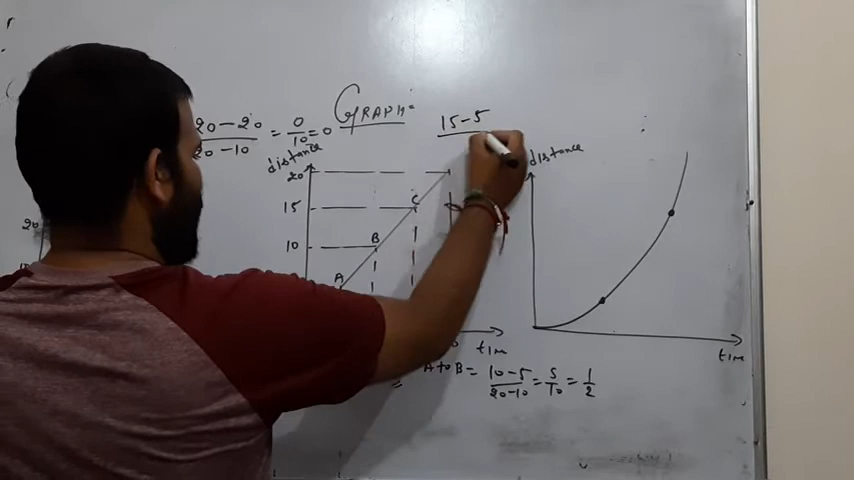 GRAPH=
20-20/20-10 = 0/10 = 0
15-5
distance
distance
20
15
10
C
B
A
20
time
time
A to B = 10-5/20-10 = 5/10 = 1/2